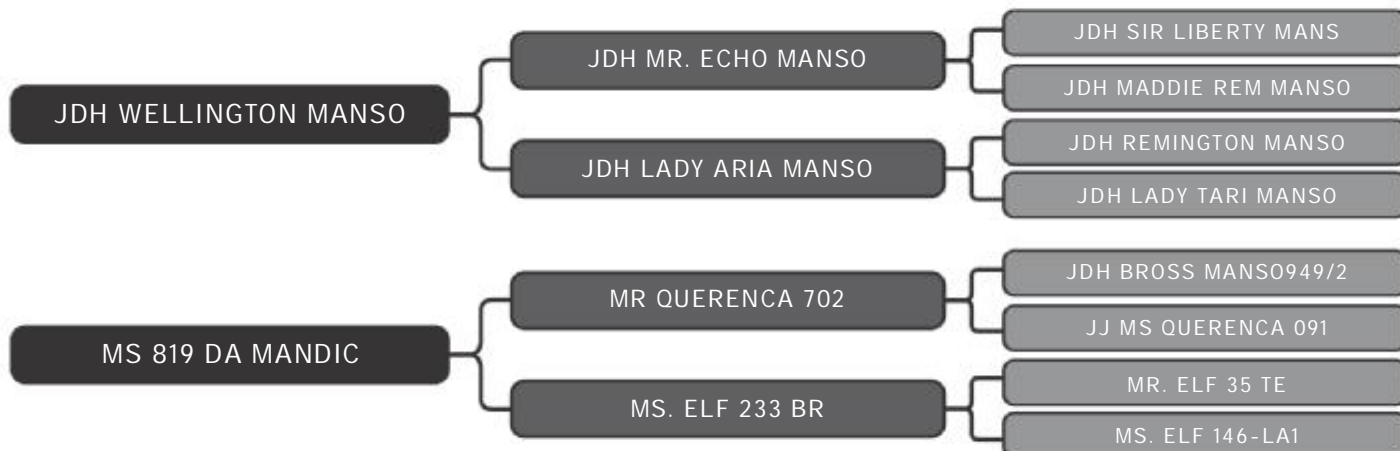 JDH SIR LIBERTY MANS
JDH MR. ECHO MANSO
JDH MADDIE REM MANSO
JDH WELLINGTON MANSO
JDH REMINGTON MANSO
JDH LADY ARIA MANSO
JDH LADY TARI MANSO
JDH BROSS MANSO949/2
MR QUERENCA 702
JJ MS QUERENCA 091
MS 819 DA MANDIC
MR. ELF 35 TE
MS. ELF 233 BR
MS. ELF 146-LA1